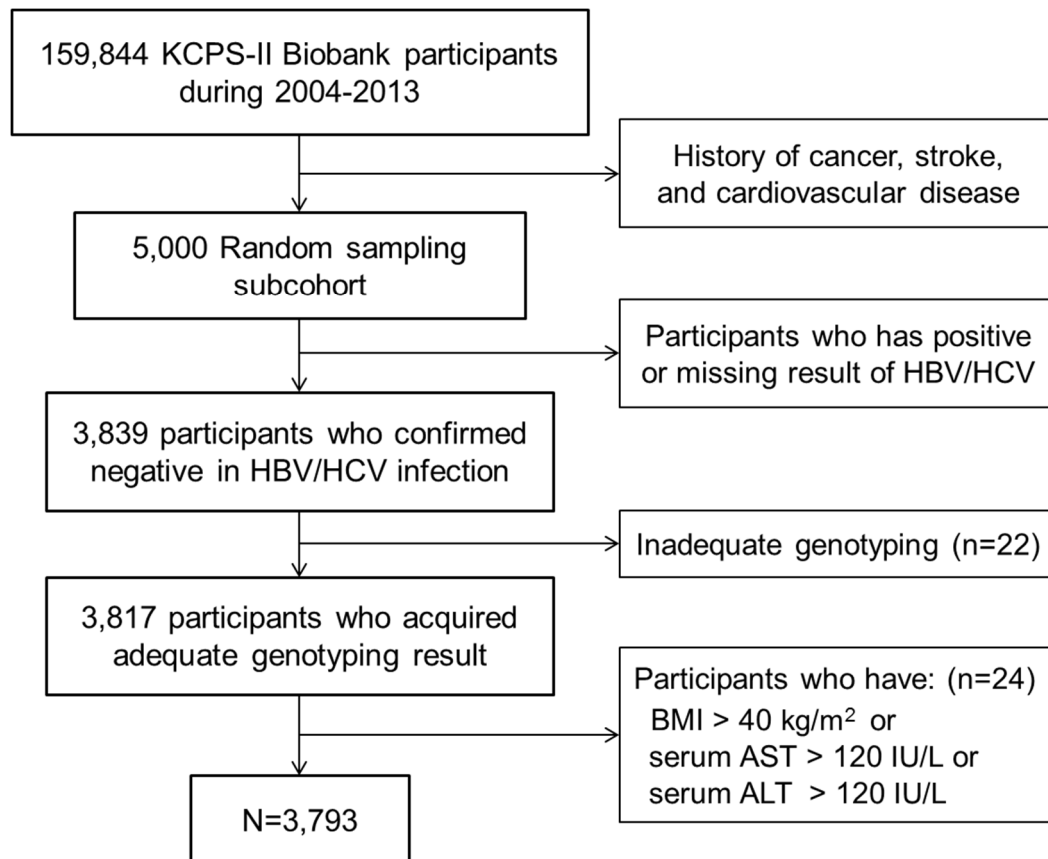 159,844 KCPS-II Biobank participants
during 2004-2013
History of cancer, stroke,
and cardiovascular disease
5,000 Random sampling
subcohort
Participants who has positive
or missing result of HBV/HCV
3,839 participants who confirmed
negative in HBV/HCV infection
Inadequate genotyping (n=22)
3,817 participants who acquired
adequate genotyping result
Participants who have: (n=24)
BMI > 40 kg/m² or
serum AST > 120 IU/L or
serum ALT > 120 IU/L
N=3,793